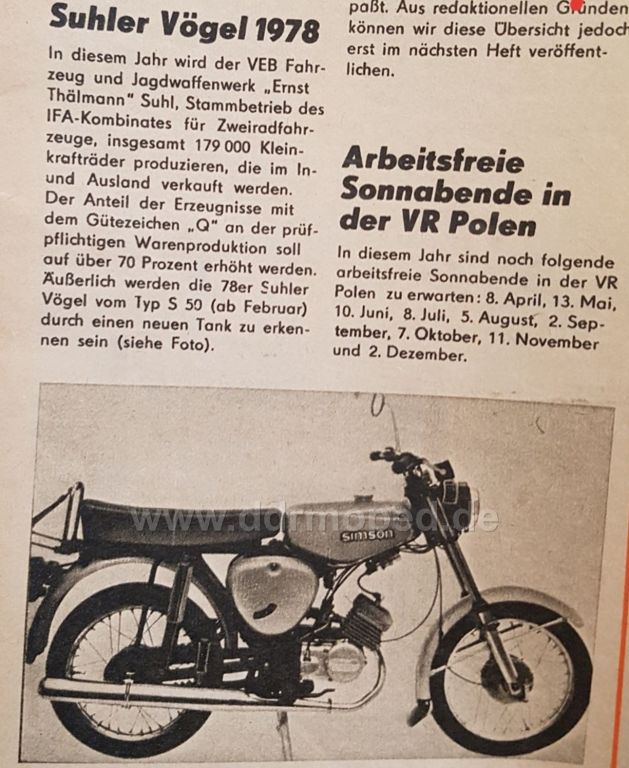 Suhler Vögel 1978
In diesem Jahr wird der VEB Fahr-
zeug und Jagdwaffenwerk „Ernst
Thälmann" Suhl, Stammbetrieb des
IFA-Kombinates für Zweiradfahr-
zeuge, insgesamt 179 000 Klein-
krafträder produzieren, die im In-
und Ausland verkauft werden.
Der Anteil der Erzeugnisse mit
dem Gütezeichen „Q" an der prüf-
pflichtigen Warenproduktion soll
auf über 70 Prozent erhöht werden.
Äußerlich werden die 78er Suhler
Vögel vom Typ S 50 (ab Februar)
durch einen neuen Tank zu erken-
nen sein (siehe Foto).
paßt. Aus redaktionellen Gründen
können wir diese Übersicht jedoch
erst im nächsten Heft veröffent-
lichen.
Arbeitsfreie
Sonnabende in
der VR Polen
In diesem Jahr sind noch folgende
arbeitsfreie Sonnabende in der VR
Polen zu erwarten: 8. April, 13. Mai,
10. Juni, 8. Juli, 5. August, 2. Sep-
tember, 7. Oktober, 11. November
und 2. Dezember.
www.ddrmoped.de
SIMSON